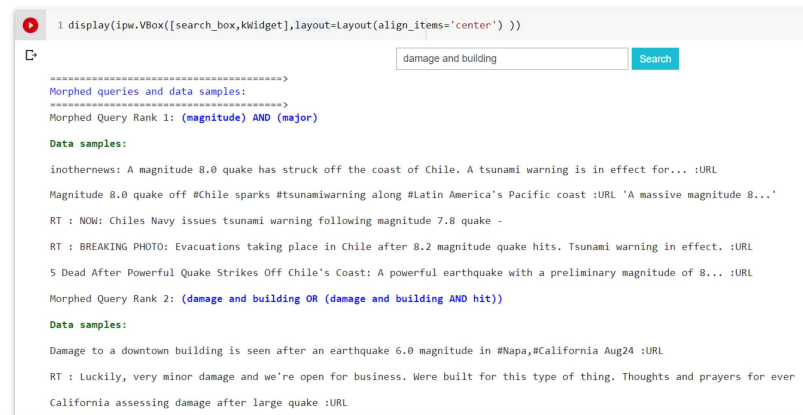 1 display(ipw.VBox([search_box,kWidget],layout=Layout(align_items='center') ))
damage and building
Search
=======================================>
Morphed queries and data samples:
=======================================>
Morphed Query Rank 1: (magnitude) AND (major)
Data samples:
inothernews: A magnitude 8.0 quake has struck off the coast of Chile. A tsunami warning is in effect for... :URL
Magnitude 8.0 quake off #Chile sparks #tsunamiwarning along #Latin America's Pacific coast :URL 'A massive magnitude 8...'
RT : NOW: Chiles Navy issues tsunami warning following magnitude 7.8 quake -
RT : BREAKING PHOTO: Evacuations taking place in Chile after 8.2 magnitude quake hits. Tsunami warning in effect. :URL
5 Dead After Powerful Quake Strikes Off Chile's Coast: A powerful earthquake with a preliminary magnitude of 8... :URL
Morphed Query Rank 2: (damage and building OR (damage and building AND hit))
Data samples:
Damage to a downtown building is seen after an earthquake 6.0 magnitude in #Napa,#California Aug24 :URL
RT : Luckily, very minor damage and we're open for business. Were built for this type of thing. Thoughts and prayers for ever
California assessing damage after large quake :URL